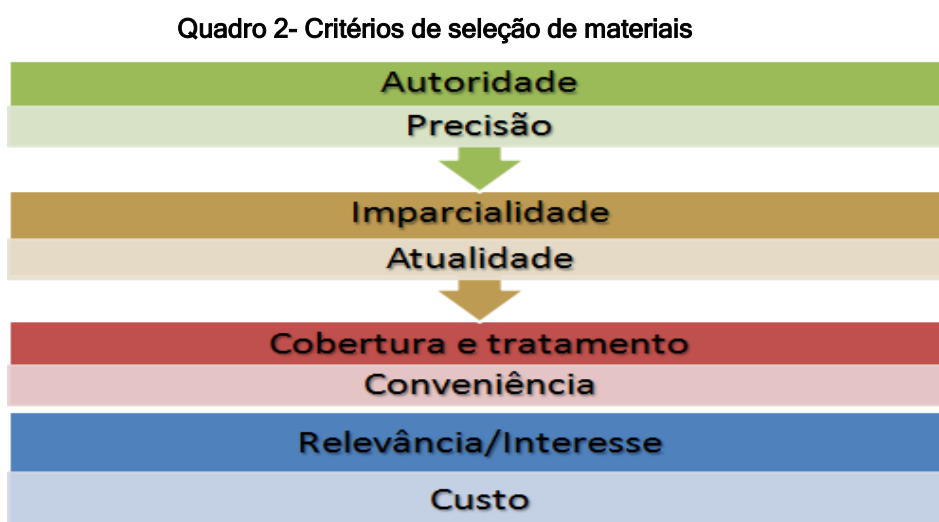 Quadro 2- Critérios de seleção de materiais
Autoridade
Precisão
Imparcialidade
Atualidade
Cobertura e tratamento
Conveniência
Relevância/Interesse
Custo